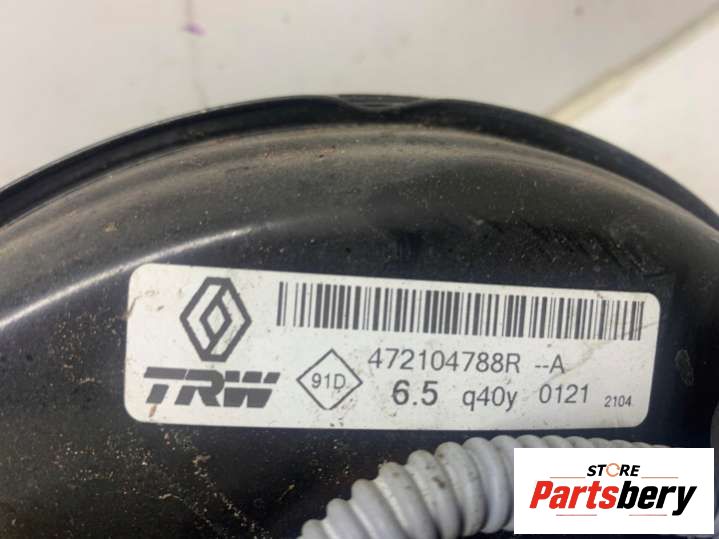 TRW
91D
472104788R --A
6.5 q40y 0121 2104
STORE
Partsbery